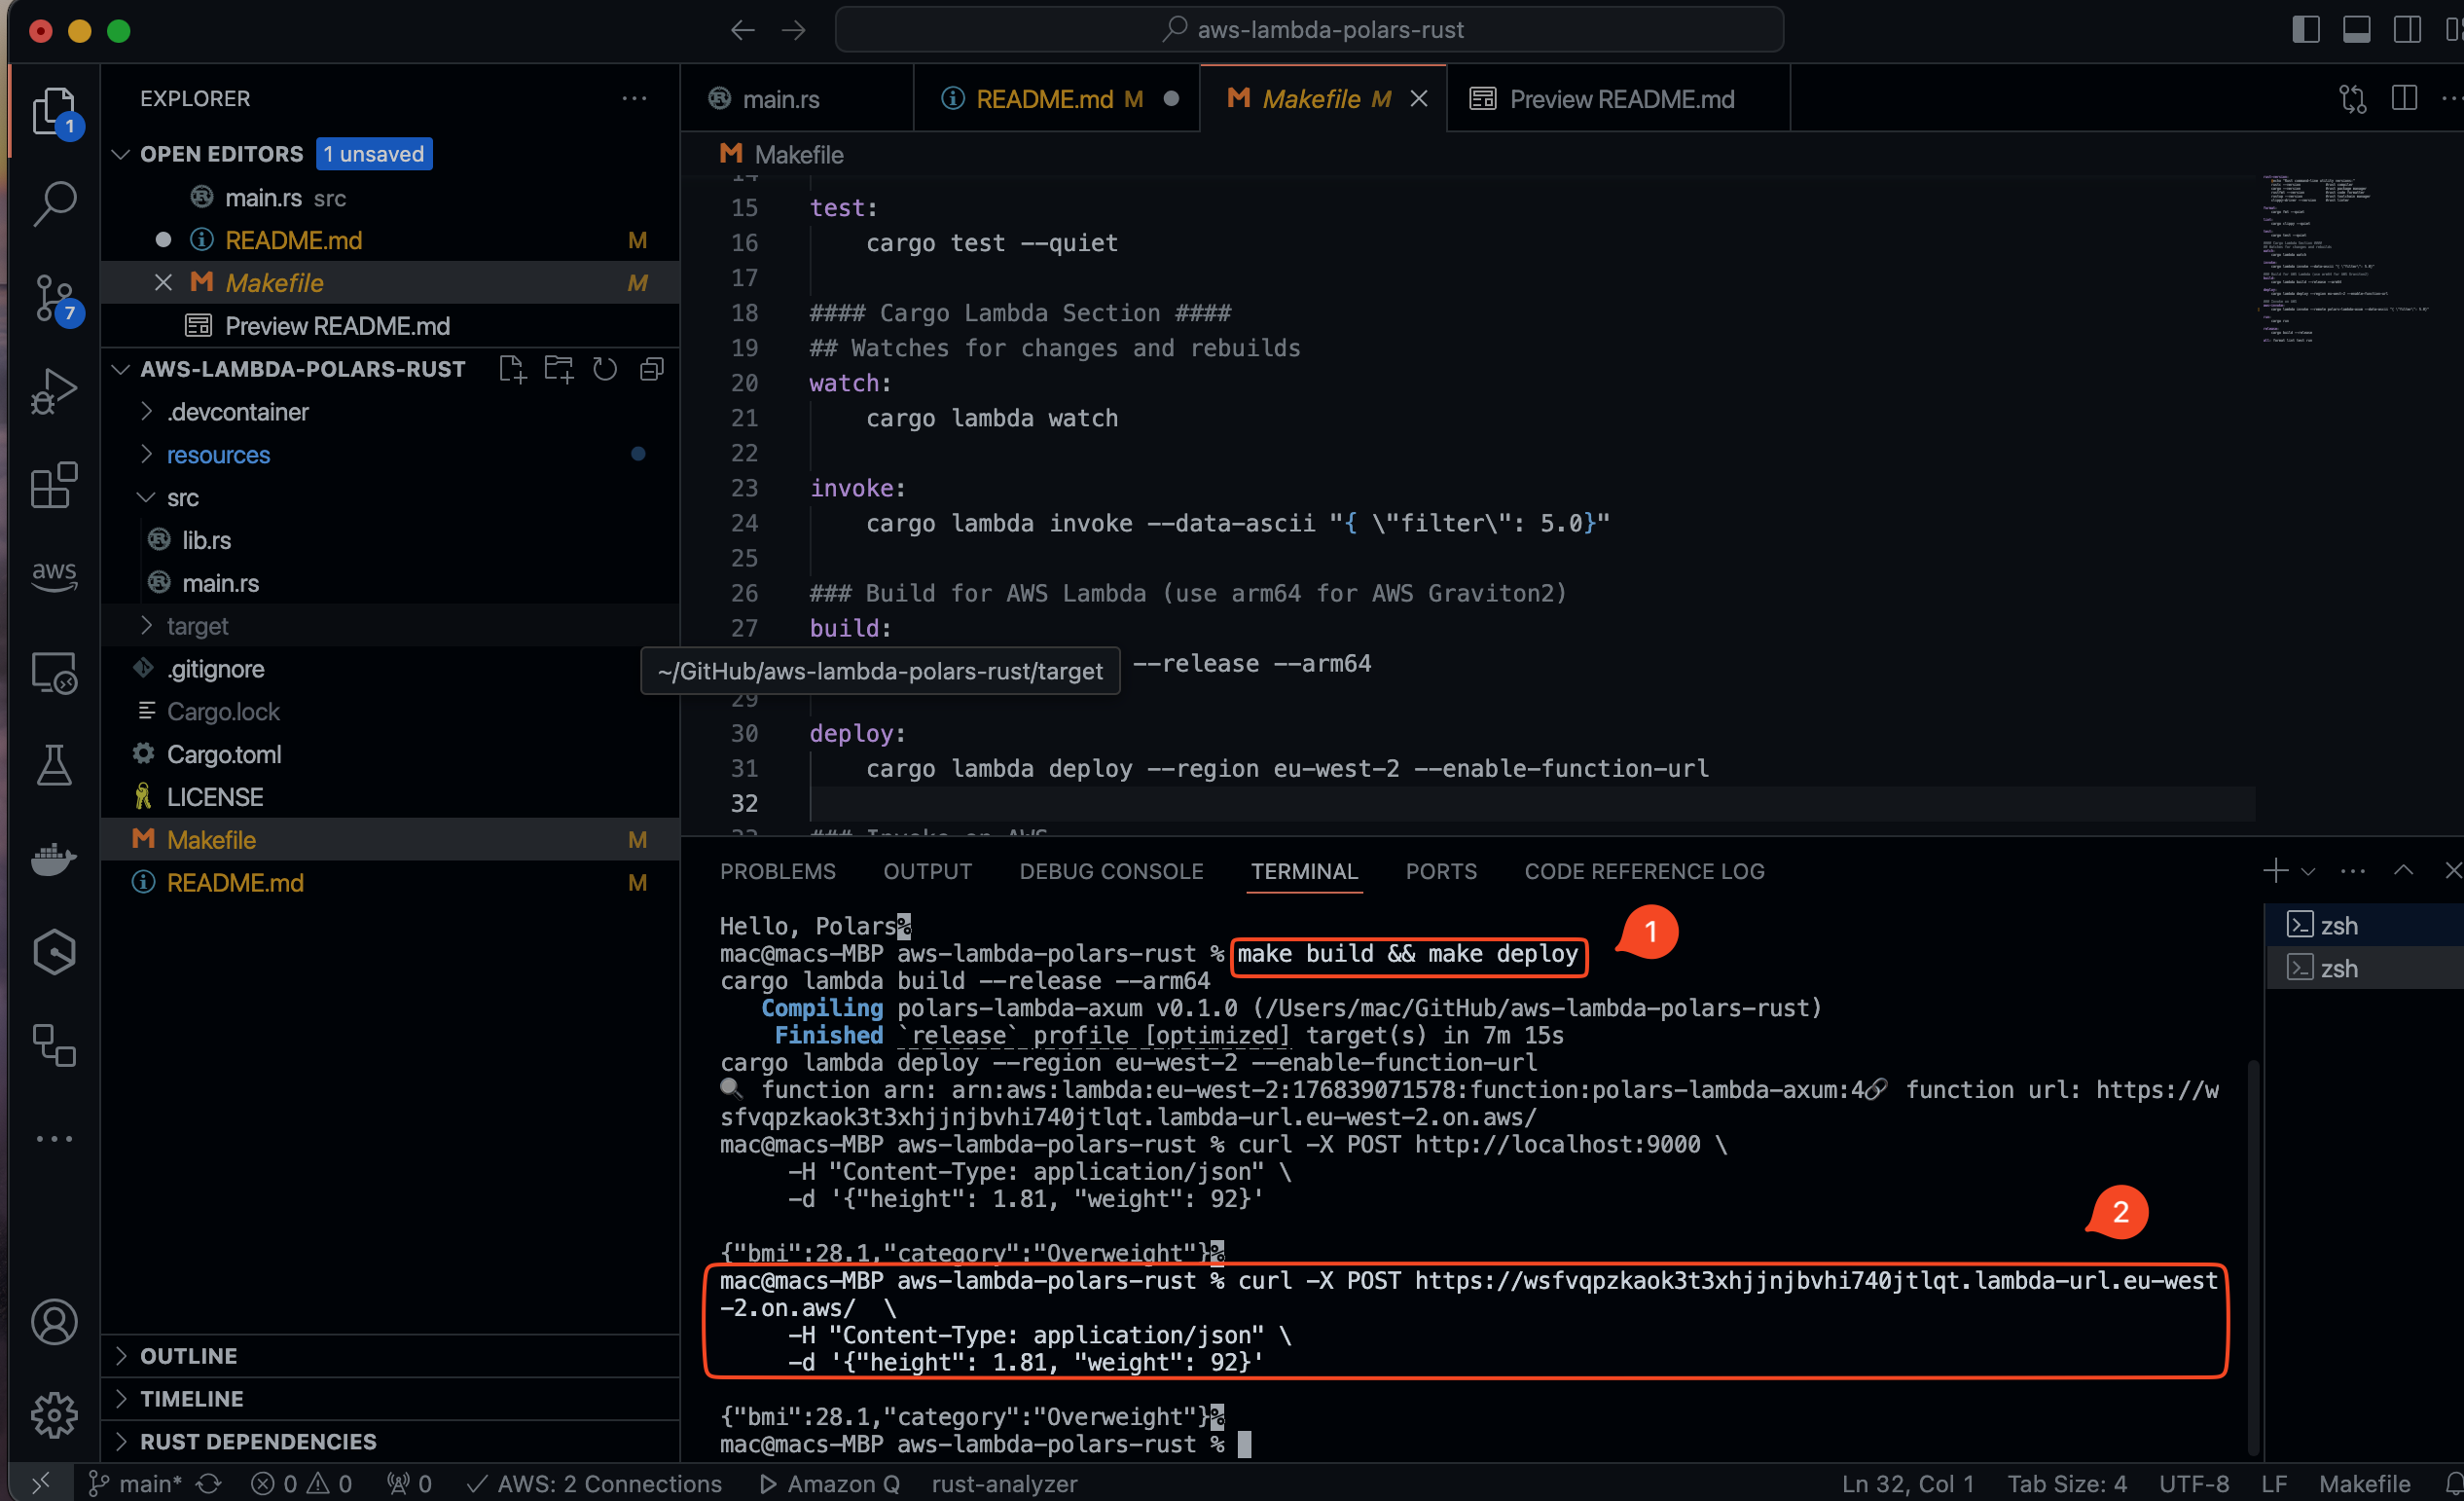 aws-lambda-polars-rust
EXPLORER
main.rs
README.md M
Makefile M
Preview README.md
1
OPEN EDITORS 1 unsaved
Makefile
main.rs src
README.md M
Makefile M
Preview README.md
7
AWS-LAMBDA-POLARS-RUST
.devcontainer
resources
src
lib.rs
main.rs
target
.gitignore
Cargo.lock
Cargo.toml
LICENSE
Makefile M
README.md M
aws
OUTLINE
TIMELINE
RUST DEPENDENCIES
14
15 test:
16 cargo test --quiet
17
18 #### Cargo Lambda Section ####
19 ## Watches for changes and rebuilds
20 watch:
21 cargo lambda watch
22
23 invoke:
24 cargo lambda invoke --data-ascii "{ \"filter\": 5.0}"
25
26 ### Build for AWS Lambda (use arm64 for AWS Graviton2)
27 build:
--release --arm64
~/GitHub/aws-lambda-polars-rust/target
29
30 deploy:
31 cargo lambda deploy --region eu-west-2 --enable-function-url
32
33 ### Invoke on AWS
PROBLEMS OUTPUT DEBUG CONSOLE TERMINAL PORTS CODE REFERENCE LOG
zsh
zsh
Hello, Polars%
mac@macs-MBP aws-lambda-polars-rust % make build && make deploy
1
cargo lambda build --release --arm64
Compiling polars-lambda-axum v0.1.0 (/Users/mac/GitHub/aws-lambda-polars-rust)
Finished `release` profile [optimized] target(s) in 7m 15s
cargo lambda deploy --region eu-west-2 --enable-function-url
🔍 function arn: arn:aws:lambda:eu-west-2:176839071578:function:polars-lambda-axum:4🔗 function url: https://w
sfvqpzkaok3t3xhjjnjbvhi740jtlqt.lambda-url.eu-west-2.on.aws/
mac@macs-MBP aws-lambda-polars-rust % curl -X POST http://localhost:9000 \
-H "Content-Type: application/json" \
-d '{"height": 1.81, "weight": 92}'
2
{"bmi":28.1,"category":"Overweight"}%
mac@macs-MBP aws-lambda-polars-rust % curl -X POST https://wsfvqpzkaok3t3xhjjnjbvhi740jtlqt.lambda-url.eu-west
-2.on.aws/ \
-H "Content-Type: application/json" \
-d '{"height": 1.81, "weight": 92}'
{"bmi":28.1,"category":"Overweight"}%
mac@macs-MBP aws-lambda-polars-rust %
main* 0 0 0 AWS: 2 Connections Amazon Q rust-analyzer Ln 32, Col 1 Tab Size: 4 UTF-8 LF Makefile